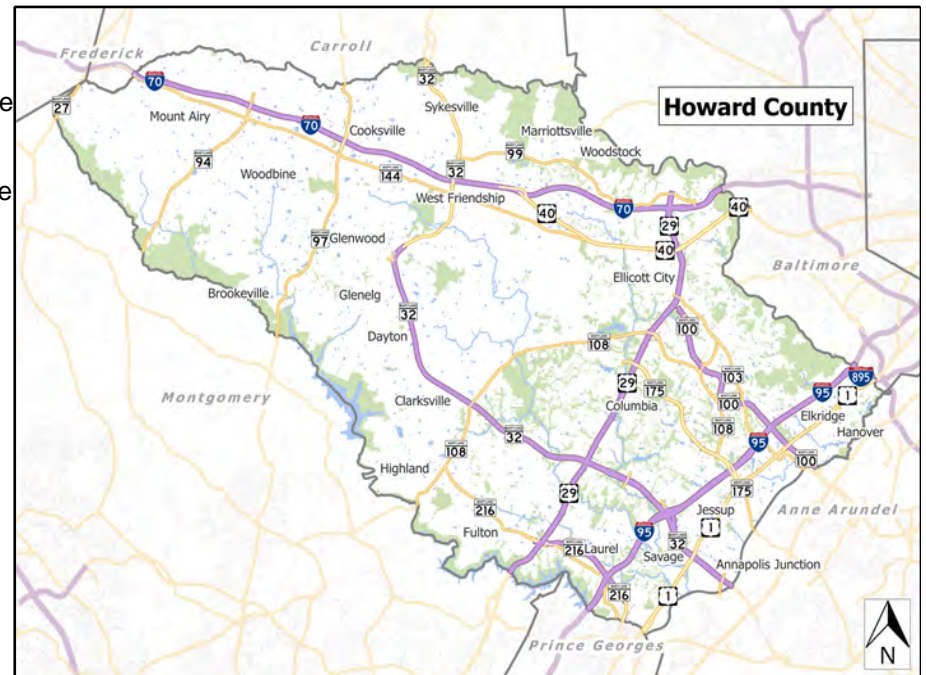 Frederick
Carroll
32
70
27
Sykesville
Howard County
Mount Airy
70
Cooksville
Marriottsville
99
Woodstock
94
32
Woodbine
144
West Friendship
70
40
40
29
97
Glenwood
40
Baltimore
Brookeville
Glenelg
Ellicott City
32
100
Dayton
108
103
895
29
175
95
Montgomery
Clarksville
Columbia
100
1
Elkridge
108
Hanover
32
95
108
100
Highland
29
175
216
Jessup
Anne Arundel
Fulton
95
1
32
216
Laurel
Savage
Annapolis Junction
216
1
Prince Georges
N
e
e